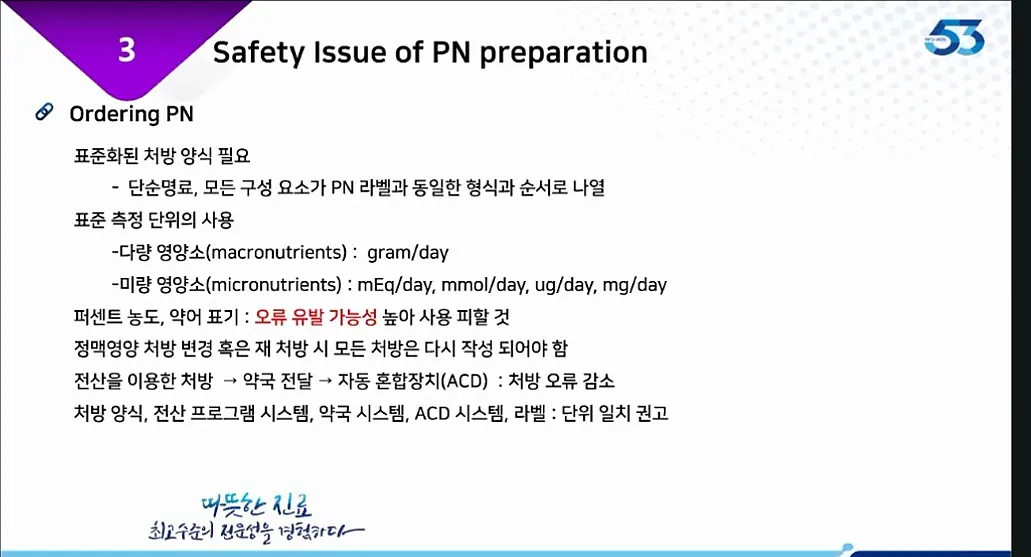 3
Safety Issue of PN preparation
53
Ordering PN
표준화된 처방 양식 필요
- 단순명료, 모든 구성 요소가 PN 라벨과 동일한 형식과 순서로 나열
표준 측정 단위의 사용
-다량 영양소(macronutrients) : gram/day
-미량 영양소(micronutrients) : mEq/day, mmol/day, ug/day, mg/day
퍼센트 농도, 약어 표기 : 오류 유발 가능성 높아 사용 피할 것
정맥영양 처방 변경 혹은 재 처방 시 모든 처방은 다시 작성 되어야 함
전산을 이용한 처방 → 약국 전달 → 자동 혼합장치(ACD) : 처방 오류 감소
처방 양식, 전산 프로그램 시스템, 약국 시스템, ACD 시스템, 라벨 : 단위 일치 권고
따뜻한 진료
최고수준의 전문성을 경험하다